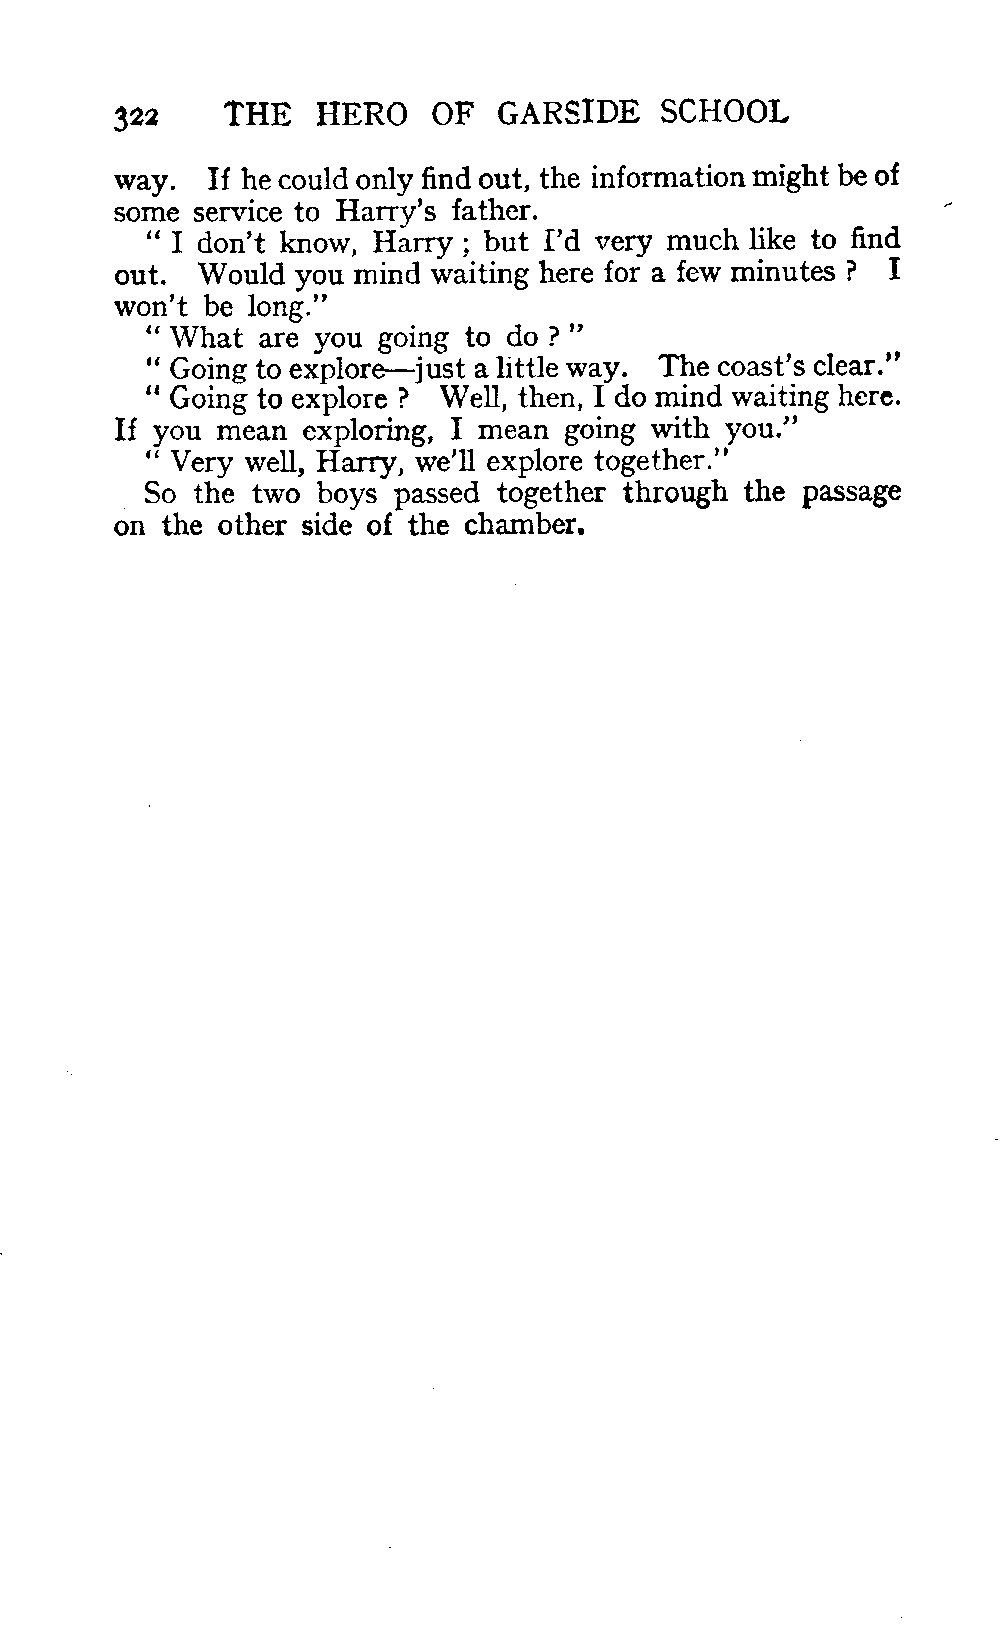 322 THE HERO OF GARSIDE SCHOOL
way. If he could only find out, the information might be of
some service to Harry's father.
" I don't know, Harry ; but I'd very much like to find
out. Would you mind waiting here for a few minutes ? I
won't be long."
" What are you going to do ? "
" Going to explore—just a little way. The coast's clear."
" Going to explore ? Well, then, I do mind waiting here.
If you mean exploring, I mean going with you."
" Very well, Harry, we'll explore together."
So the two boys passed together through the passage
on the other side of the chamber.